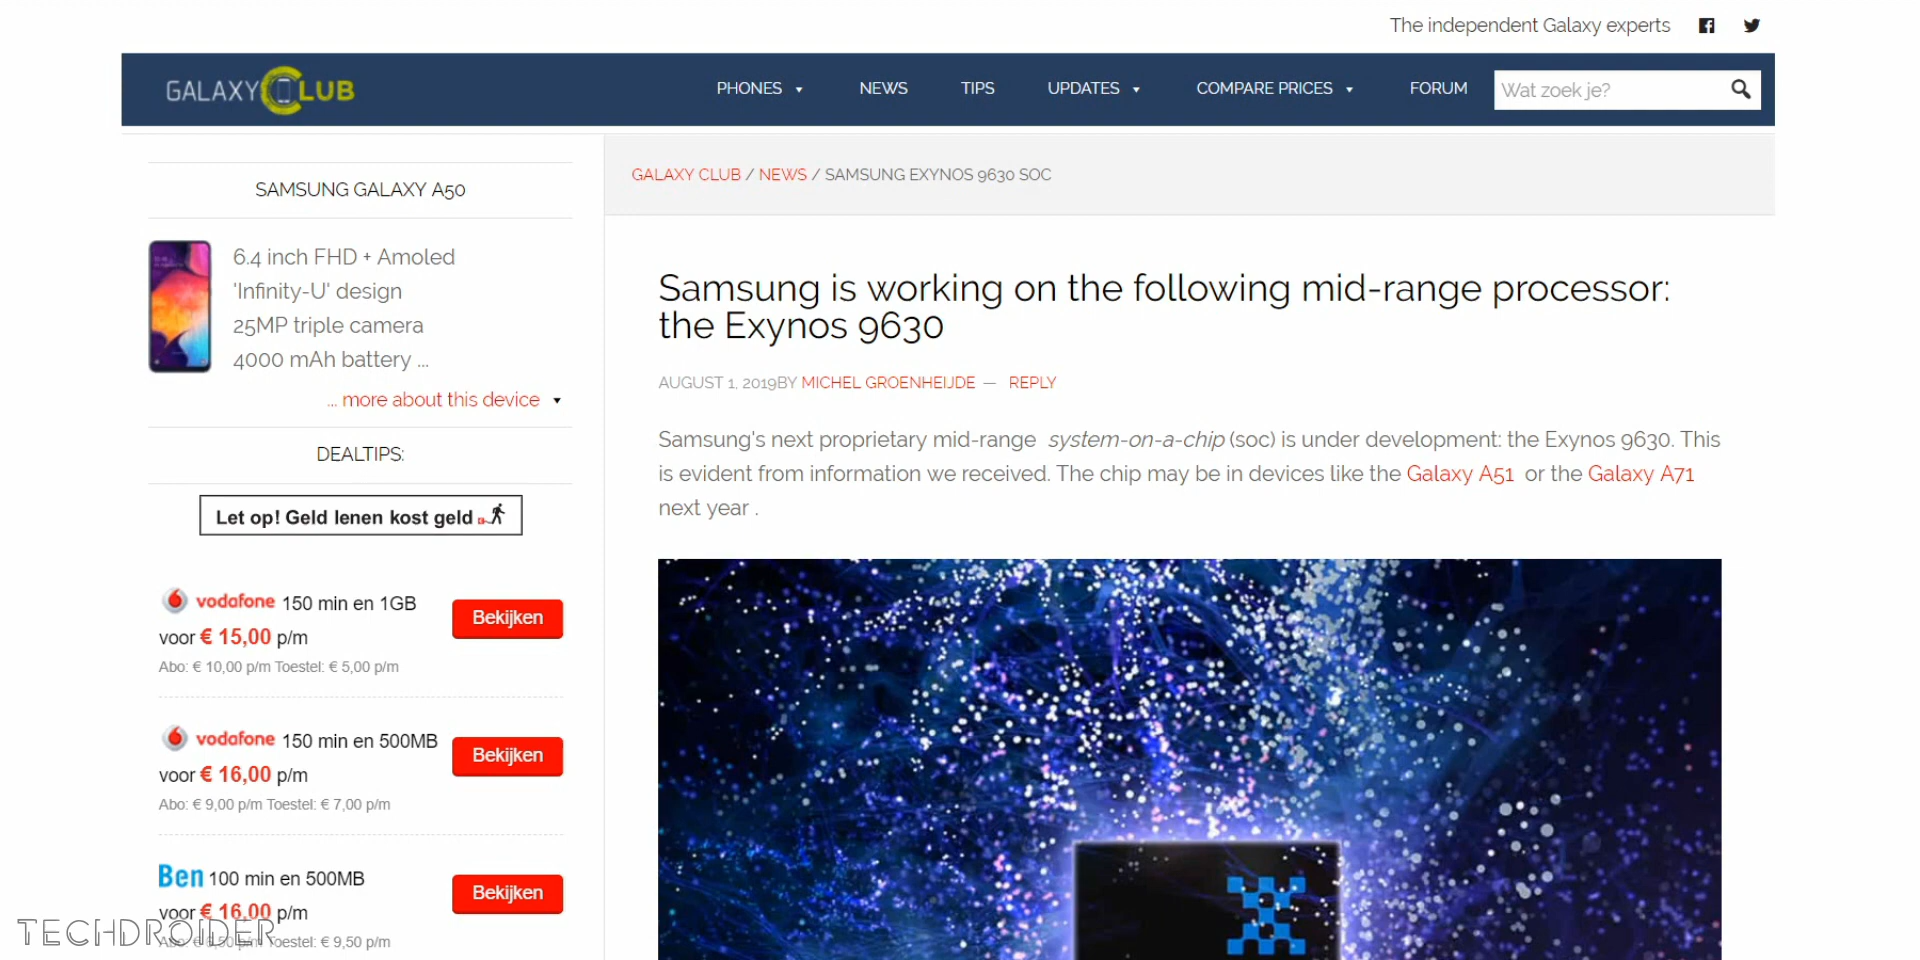 The independent Galaxy experts
GALAXY CLUB
PHONES
NEWS
TIPS
UPDATES
COMPARE PRICES
FORUM
Wat zoek je?
SAMSUNG GALAXY A50
6.4 inch FHD + Amoled
'Infinity-U' design
25MP triple camera
4000 mAh battery ...
... more about this device
DEALTIPS:
Let op! Geld lenen kost geld
vodafone 150 min en 1GB
voor € 15,00 p/m
Abo: € 10,00 p/m Toestel: € 5,00 p/m
Bekijken
vodafone 150 min en 500MB
voor € 16,00 p/m
Abo: € 9,00 p/m Toestel: € 7,00 p/m
Bekijken
Ben 100 min en 500MB
voor € 16,00 p/m
Abo: € 6,50 p/m Toestel: € 9,50 p/m
Bekijken
TECHDROIDER
GALAXY CLUB / NEWS / SAMSUNG EXYNOS 9630 SOC
Samsung is working on the following mid-range processor:
the Exynos 9630
AUGUST 1, 2019BY MICHEL GROENHEIJDE — REPLY
Samsung's next proprietary mid-range system-on-a-chip (soc) is under development: the Exynos 9630. This
is evident from information we received. The chip may be in devices like the Galaxy A51 or the Galaxy A71
next year .